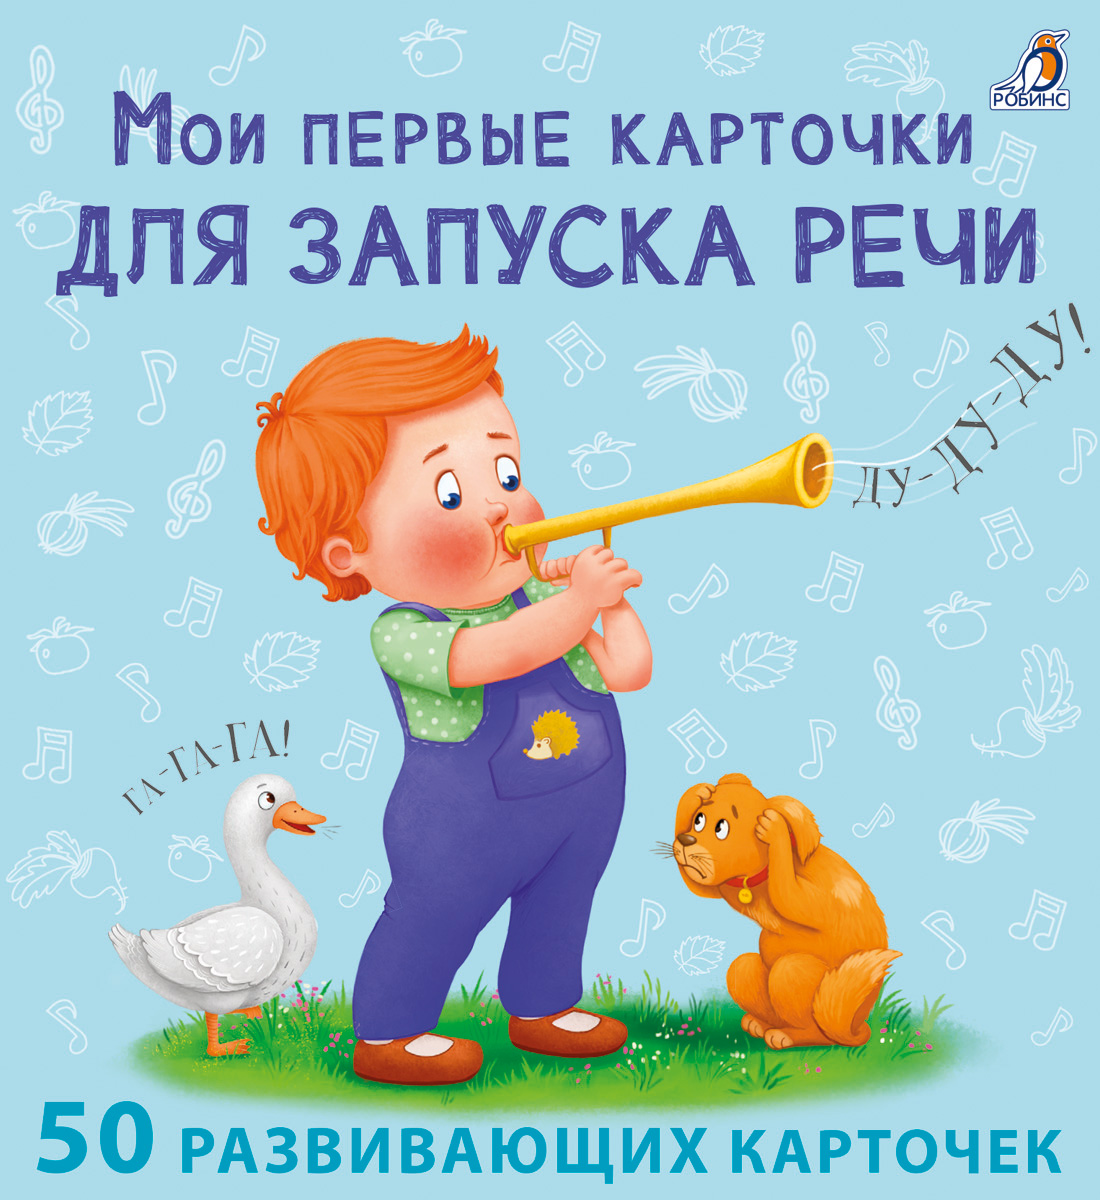 РОБИНС
Мои первые карточки
для запуска речи
ДУ-ДУ-ДУ!
ГА-ГА-ГА!
50 РАЗВИВАЮЩИХ КАРТОЧЕК